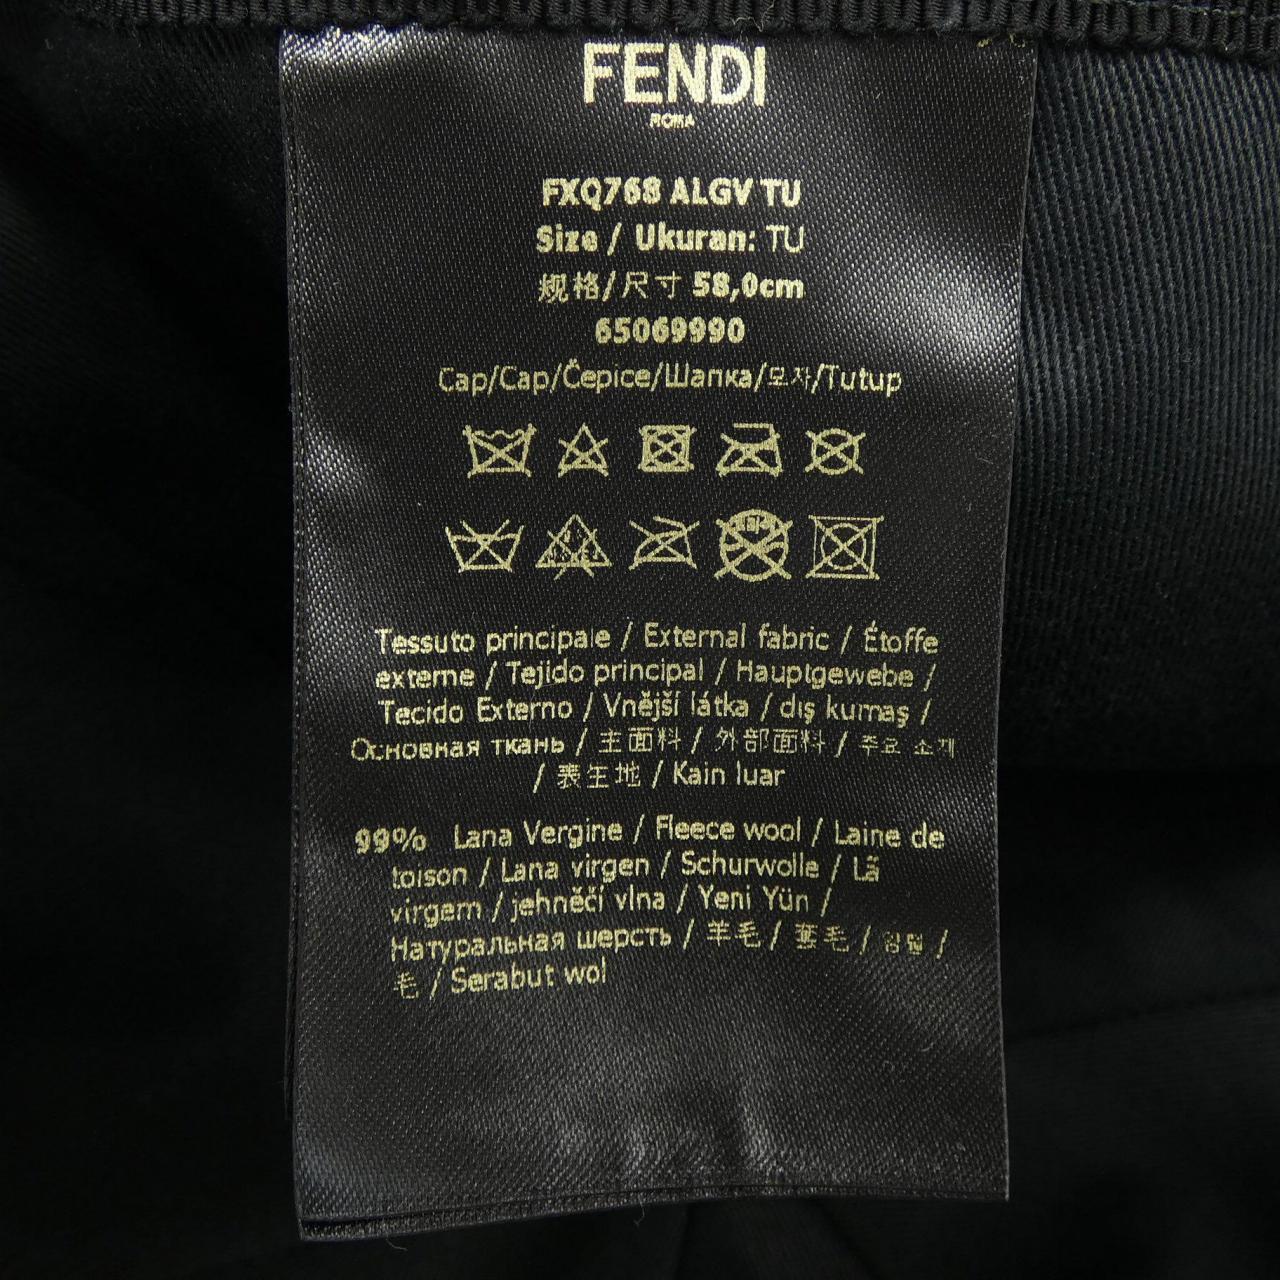 FENDI
ROMA
FXQ768 ALGV TU
Size / Ukuran: TU
规格/尺寸 58,0cm
65069990
Cap/Cap/Čepice/Шапка/모자/Tutup
Tessuto principale / External fabric / Étoffe
externe / Tejido principal / Hauptgewebe /
Tecido Externo / Vnější látka / dış kumaş /
Основная ткань / 主面料 / 外部面料 / 주요 소재
/ 表生地 / Kain luar
99% Lana Vergine / Fleece wool / Laine de
toison / Lana virgen / Schurwolle / Lã
virgem / jehněčí vlna / Yeni Yün /
Натуральная шерсть / 羊毛 / 毛 / 양털 /
毛 / Serabut wol